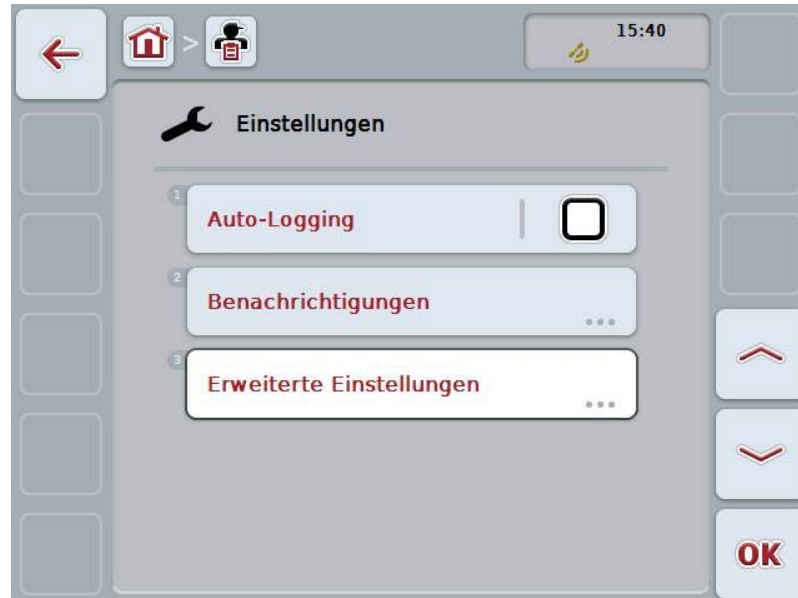 15:40
Einstellungen
1
Auto-Logging
2
Benachrichtigungen
3
Erweiterte Einstellungen
OK